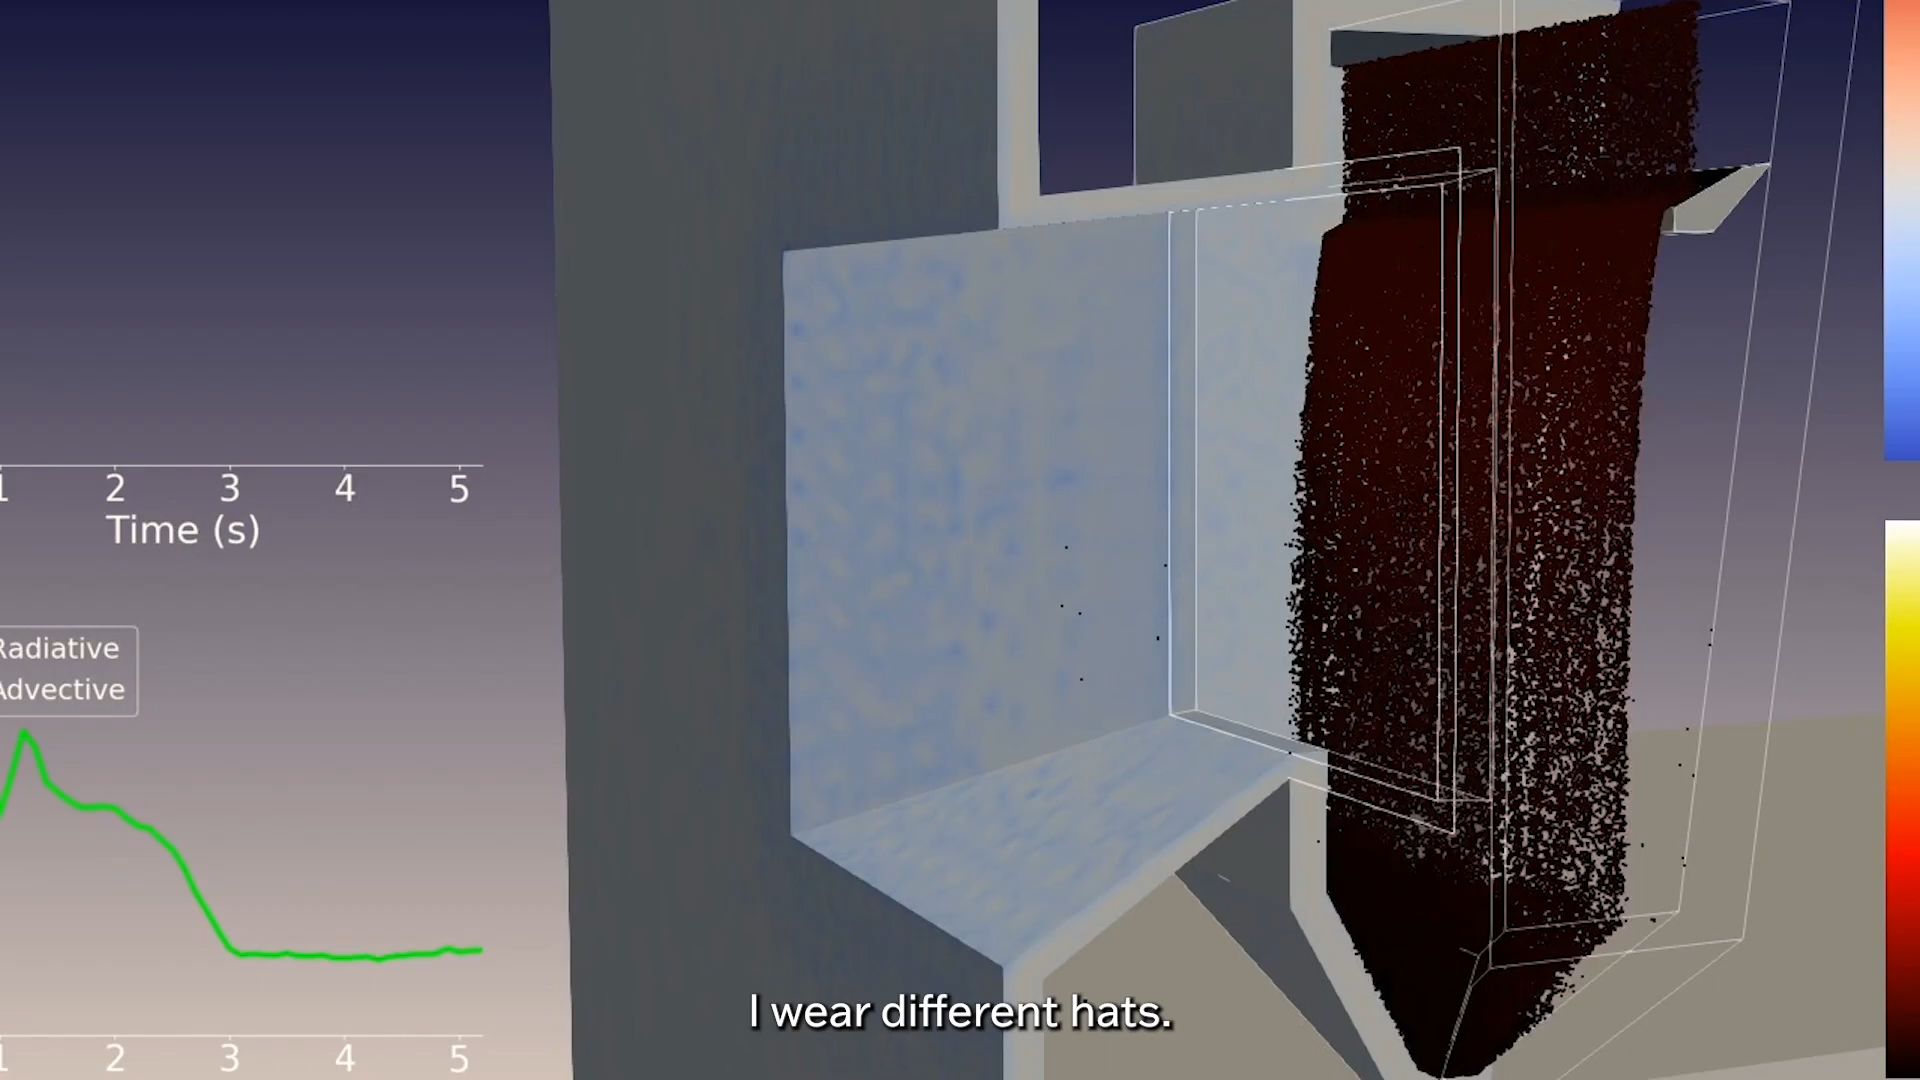 1 2 3 4 5
Time (s)
Radiative
Advective
1 2 3 4 5
I wear different hats.